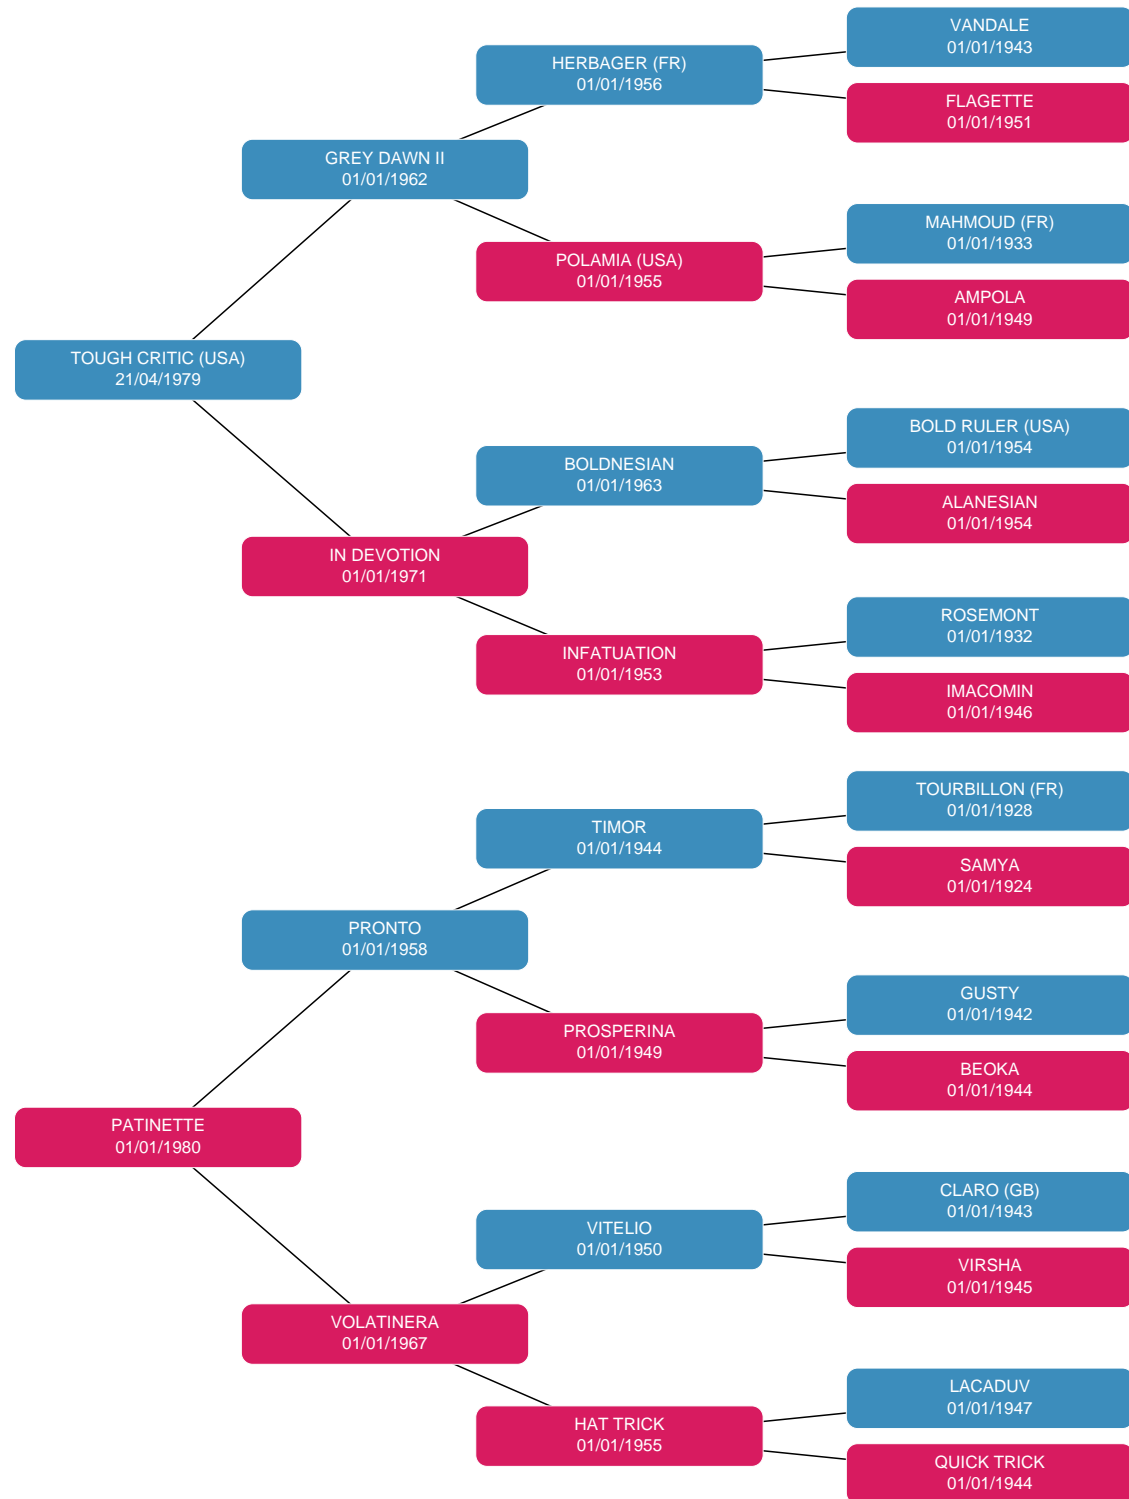 VANDALE
01/01/1943
HERBAGER (FR)
01/01/1956
FLAGETTE
01/01/1951
GREY DAWN II
01/01/1962
MAHMOUD (FR)
01/01/1933
POLAMIA (USA)
01/01/1955
AMPOLA
01/01/1949
TOUGH CRITIC (USA)
21/04/1979
BOLD RULER (USA)
01/01/1954
BOLDNESIAN
01/01/1963
ALANESIAN
01/01/1954
IN DEVOTION
01/01/1971
ROSEMONT
01/01/1932
INFATUATION
01/01/1953
IMACOMIN
01/01/1946
TOURBILLON (FR)
01/01/1928
TIMOR
01/01/1944
SAMYA
01/01/1924
PRONTO
01/01/1958
GUSTY
01/01/1942
PROSPERINA
01/01/1949
BEOKA
01/01/1944
PATINETTE
01/01/1980
CLARO (GB)
01/01/1943
VITELIO
01/01/1950
VIRSHA
01/01/1945
VOLATINERA
01/01/1967
LACADUV
01/01/1947
HAT TRICK
01/01/1955
QUICK TRICK
01/01/1944